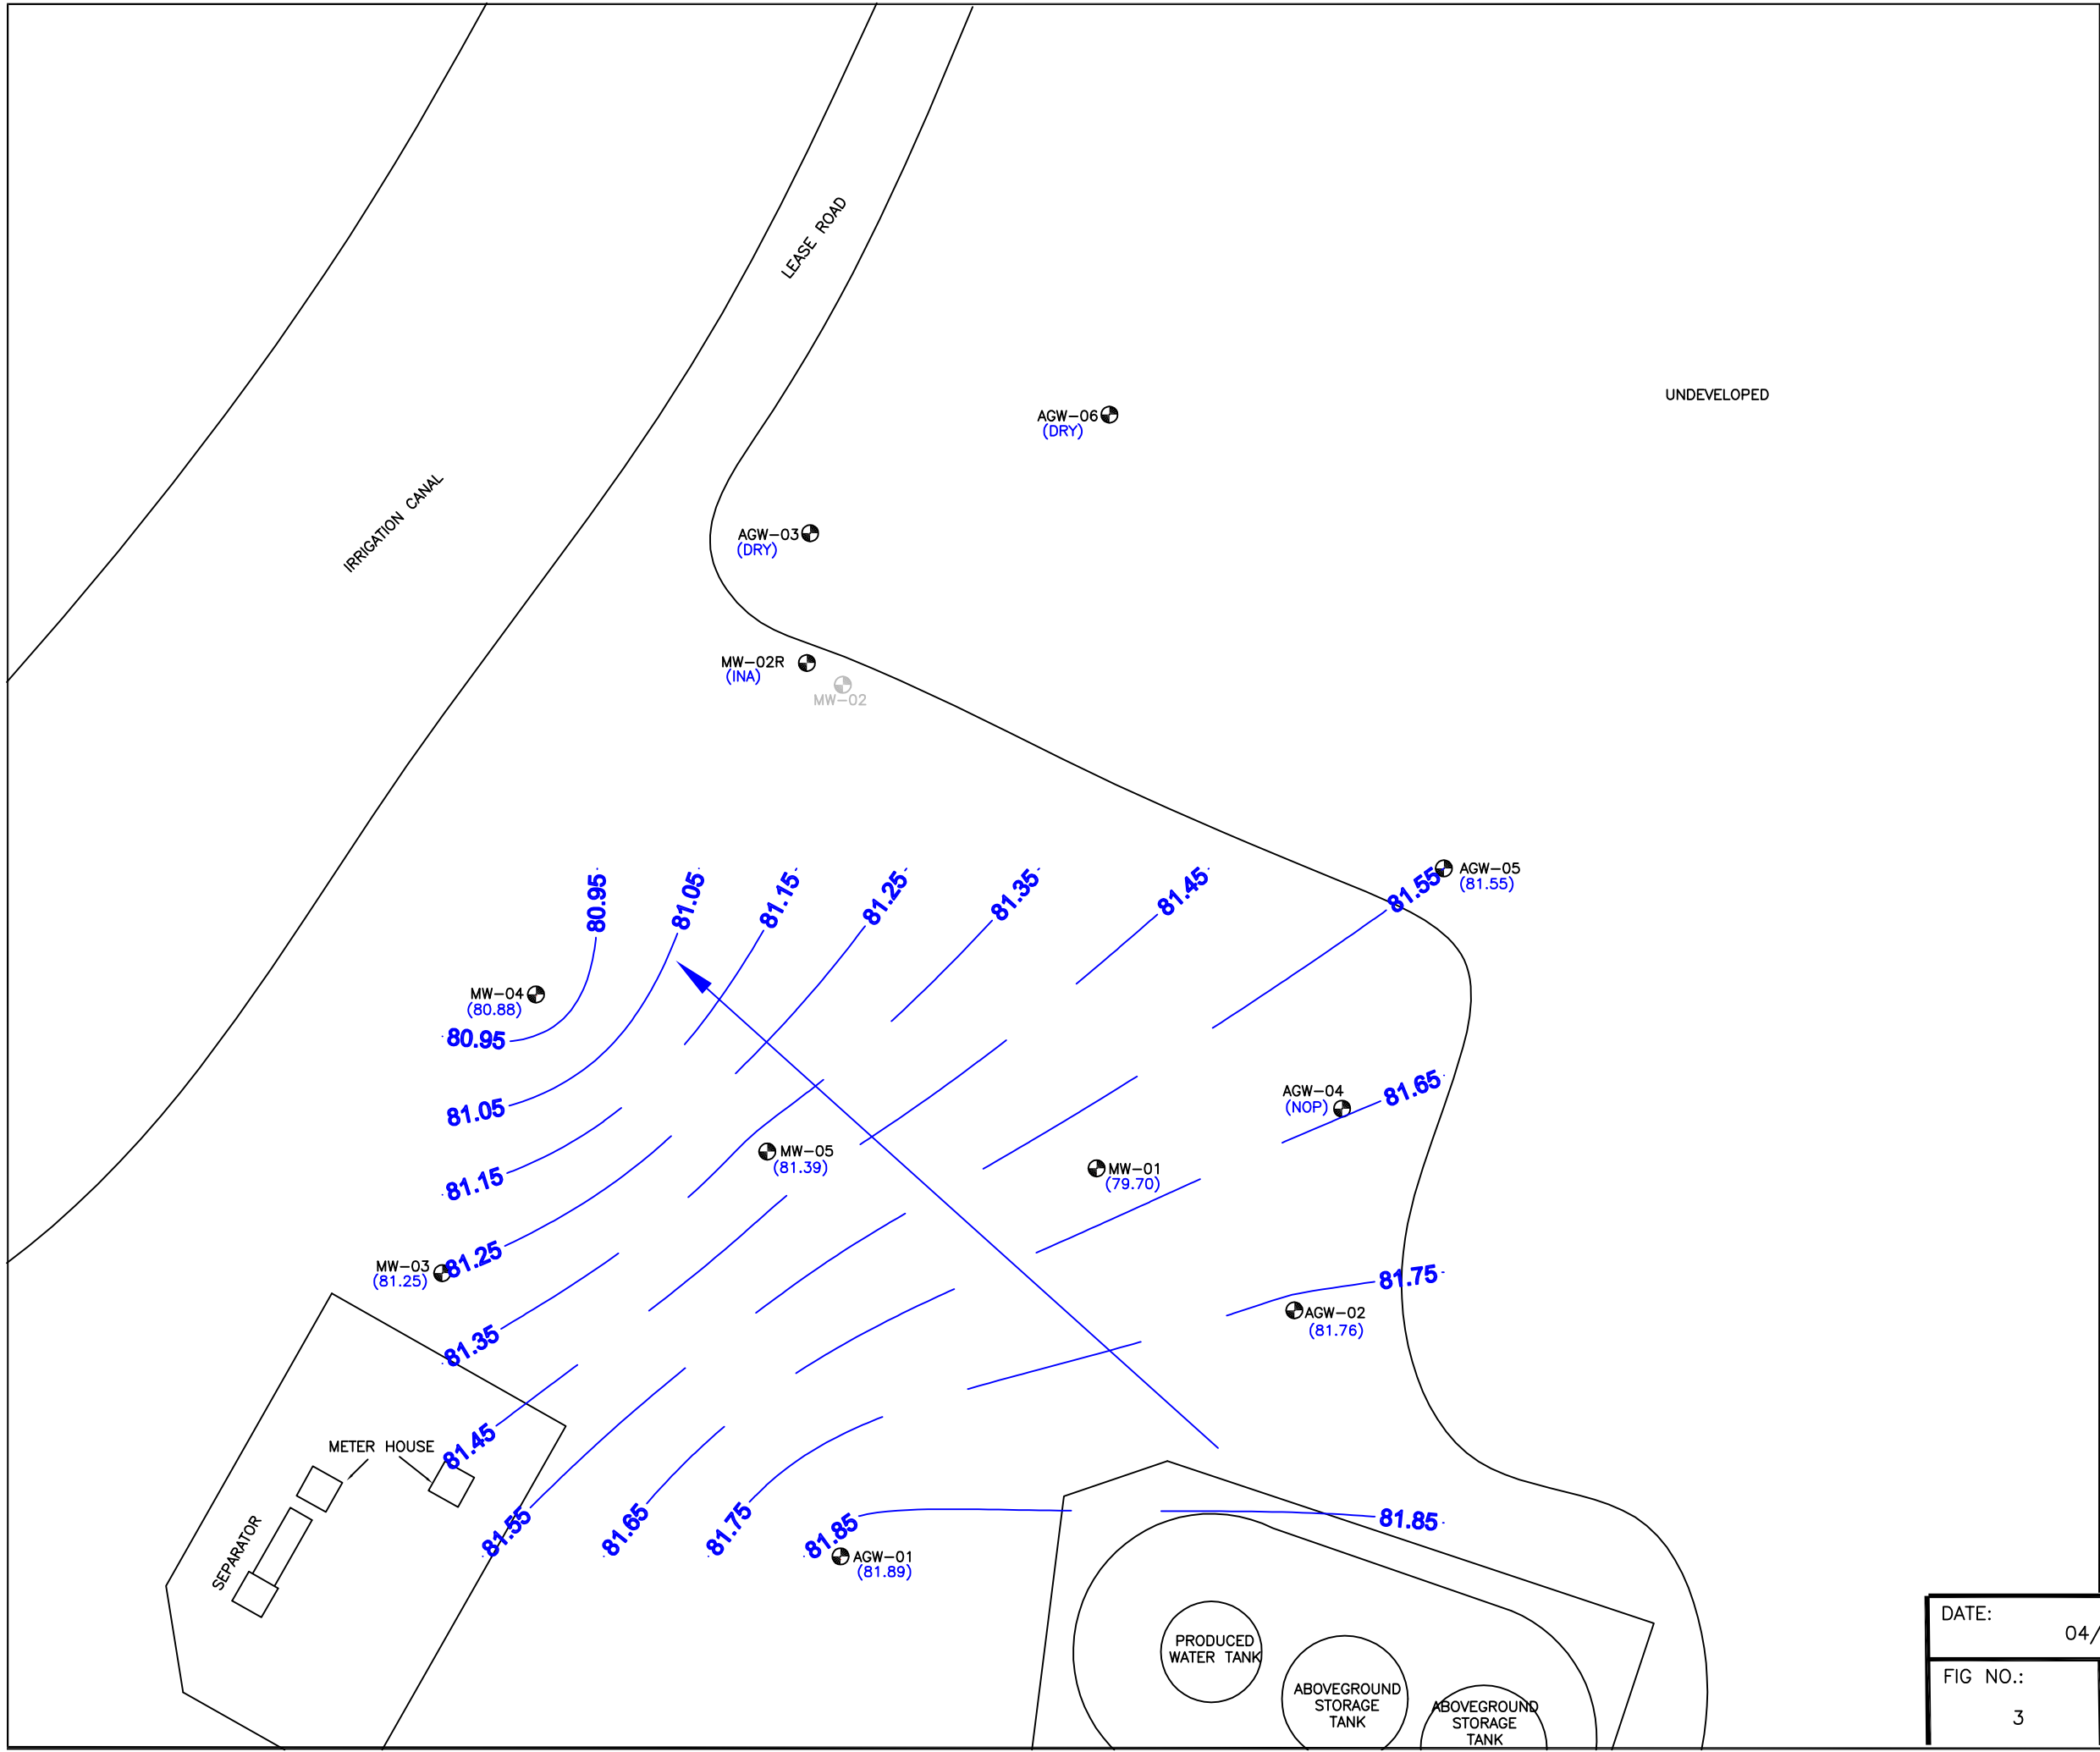 LEASE ROAD
UNDEVELOPED
AGW-06
(DRY)
IRRIGATION CANAL
AGW-03
(DRY)
MW-02R
(INA)
MW-02
80.95
81.05
81.15
81.25
81.35
81.45
81.55
AGW-05
(81.55)
MW-04
(80.88)
80.95
81.05
AGW-04
(NOP)
81.65
MW-05
(81.39)
MW-01
(79.70)
81.15
MW-03
(81.25)
81.25
81.75
AGW-02
(81.76)
81.35
METER HOUSE
81.45
SEPARATOR
81.55
81.65
81.75
81.85
81.85
AGW-01
(81.89)
PRODUCED
WATER TANK
ABOVEGROUND
STORAGE
TANK
ABOVEGROUND
STORAGE
TANK
DATE:
04/
FIG NO.:
3